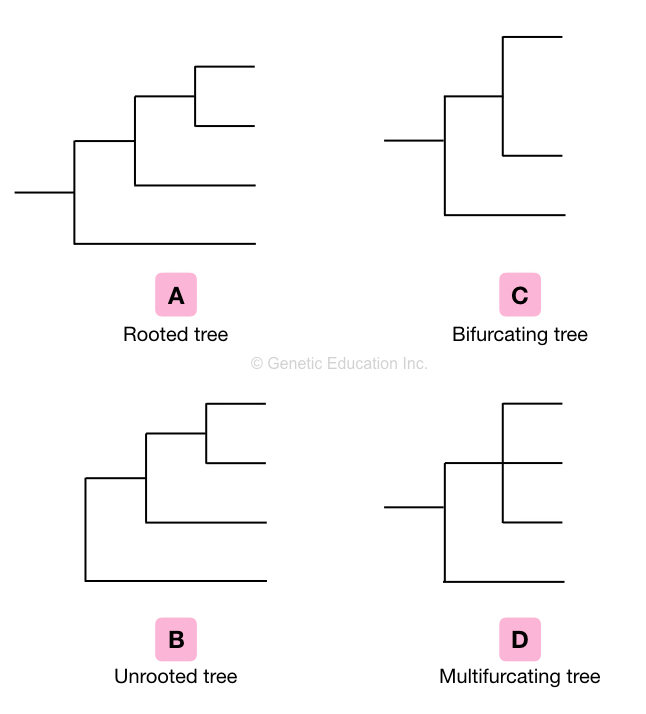 A
Rooted tree
C
Bifurcating tree
© Genetic Education Inc.
B
Unrooted tree
D
Multifurcating tree